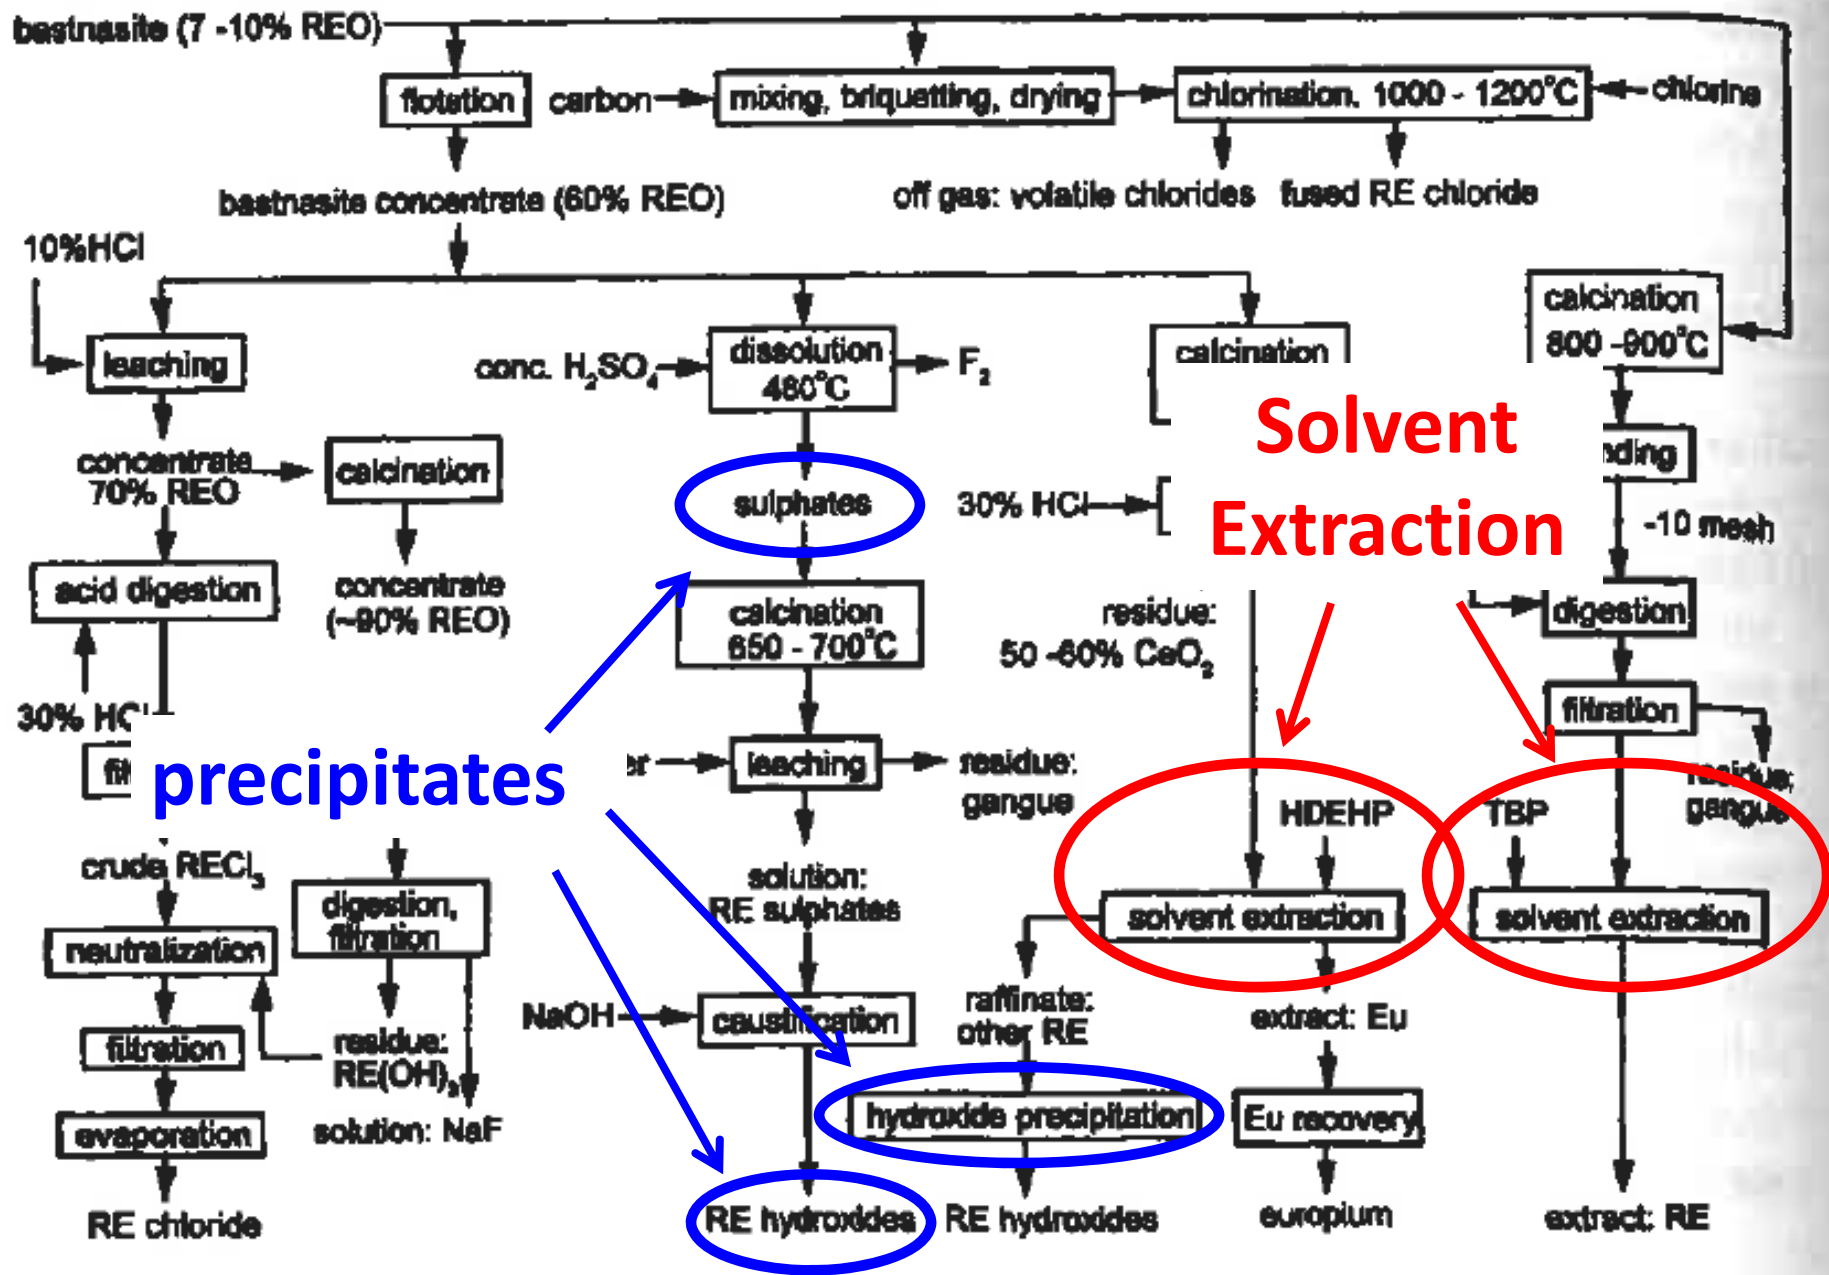 bastnasite (7 -10% REO)
flotation
carbon
mixing, briquetting, drying
chlorination. 1000 - 1200°C
chlorine
bastnasite concentrate (60% REO)
off gas: volatile chlorides
fused RE chloride
10%HCl
leaching
conc. H₂SO₄
dissolution
480°C
F₂
calcination
calcination
800 -900°C
Solvent
Extraction
concentrate
70% REO
calcination
sulphates
30% HCl
-10 mesh
acid digestion
concentrate
(~90% REO)
calcination
650 - 700°C
residue:
50 -60% CeO₂
digestion
30% HCl
filtration
precipitates
leaching
residue:
gangue
residue:
gangue
HDEHP
TBP
crude RECl₃
digestion,
filtration
solution:
RE sulphates
solvent extraction
solvent extraction
neutralization
NaOH
caustification
raffinate:
other RE
extract: Eu
filtration
residue:
RE(OH)₃
evaporation
solution: NaF
hydroxide precipitation
Eu recovery
RE chloride
RE hydroxides
RE hydroxides
europium
extract: RE